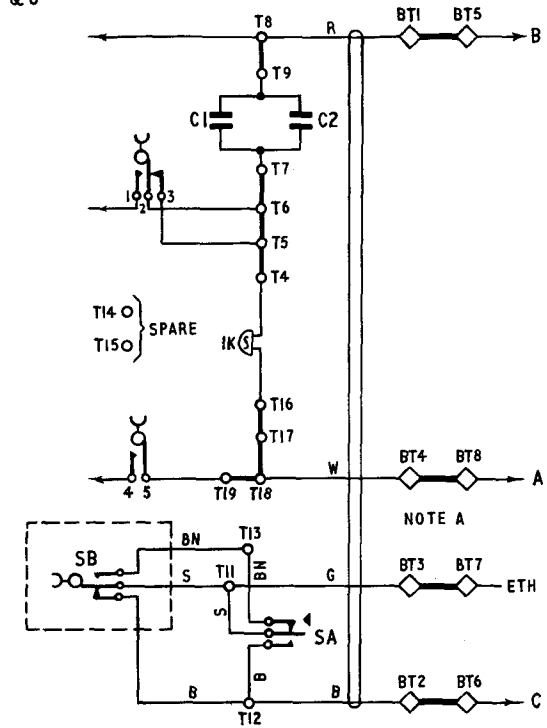 T8 R BT1 BT5 B
T9
C1 C2
T7
1 2 3 T6
T5
T4
T14
SPARE
T15
1K S
T16
T17
BT4 BT8
4 5 T19 T18 W A
NOTE A
SB BN T13 BT3 BT7
S T11 BN G ETH
S SA
B BT2 BT6
B T12 B C